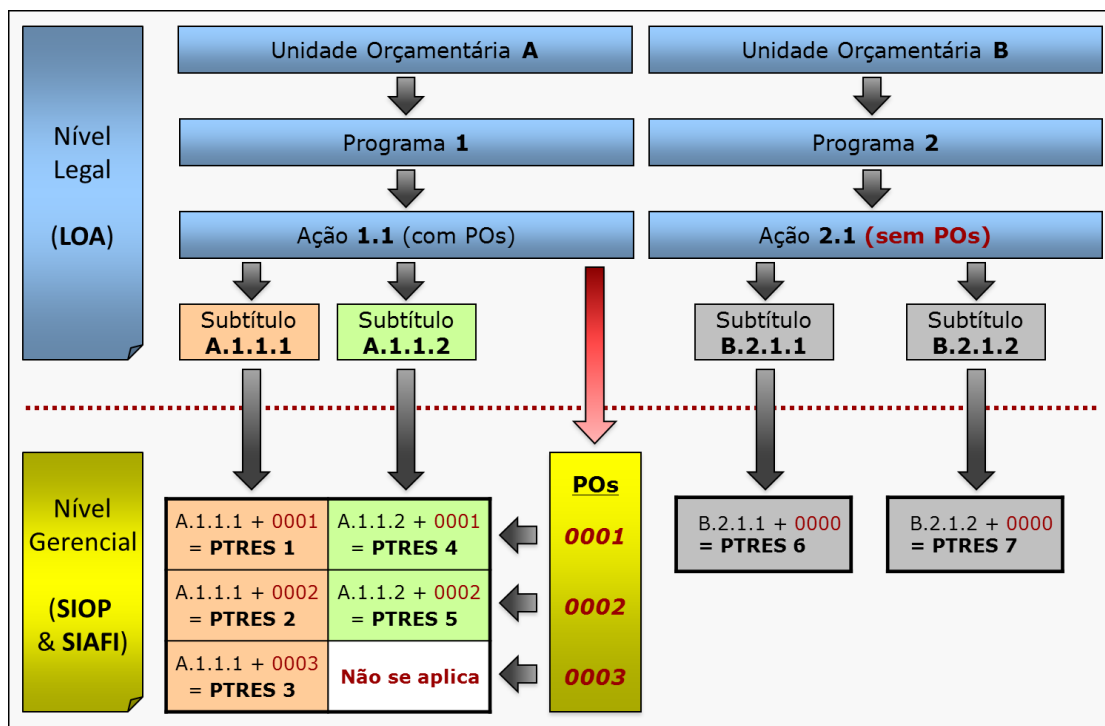 Unidade Orçamentária A
Unidade Orçamentária B
Nível
Legal
(LOA)
Programa 1
Programa 2
Ação 1.1 (com POs)
Ação 2.1 (sem POs)
Subtítulo
A.1.1.1
Subtítulo
A.1.1.2
Subtítulo
B.2.1.1
Subtítulo
B.2.1.2
Nível
Gerencial
(SIOP
& SIAFI)
A.1.1.1 + 0001
= PTRES 1
A.1.1.2 + 0001
= PTRES 4
A.1.1.1 + 0002
= PTRES 2
A.1.1.2 + 0002
= PTRES 5
A.1.1.1 + 0003
= PTRES 3
Não se aplica
POs
0001
0002
0003
B.2.1.1 + 0000
= PTRES 6
B.2.1.2 + 0000
= PTRES 7